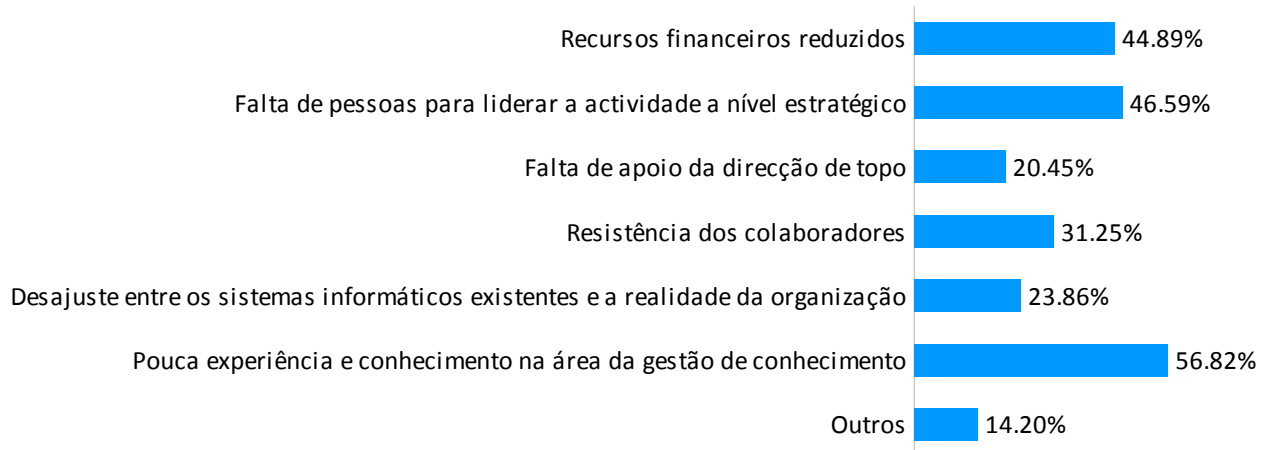 Recursos financeiros reduzidos 44.89%
Falta de pessoas para liderar a actividade a nível estratégico 46.59%
Falta de apoio da direcção de topo 20.45%
Resistência dos colaboradores 31.25%
Desajuste entre os sistemas informáticos existentes e a realidade da organização 23.86%
Pouca experiência e conhecimento na área da gestão de conhecimento 56.82%
Outros 14.20%